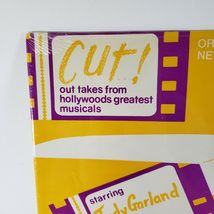 Cut!
out takes from
hollywoods greatest
musicals
OR
NE
starring
Judy Garland